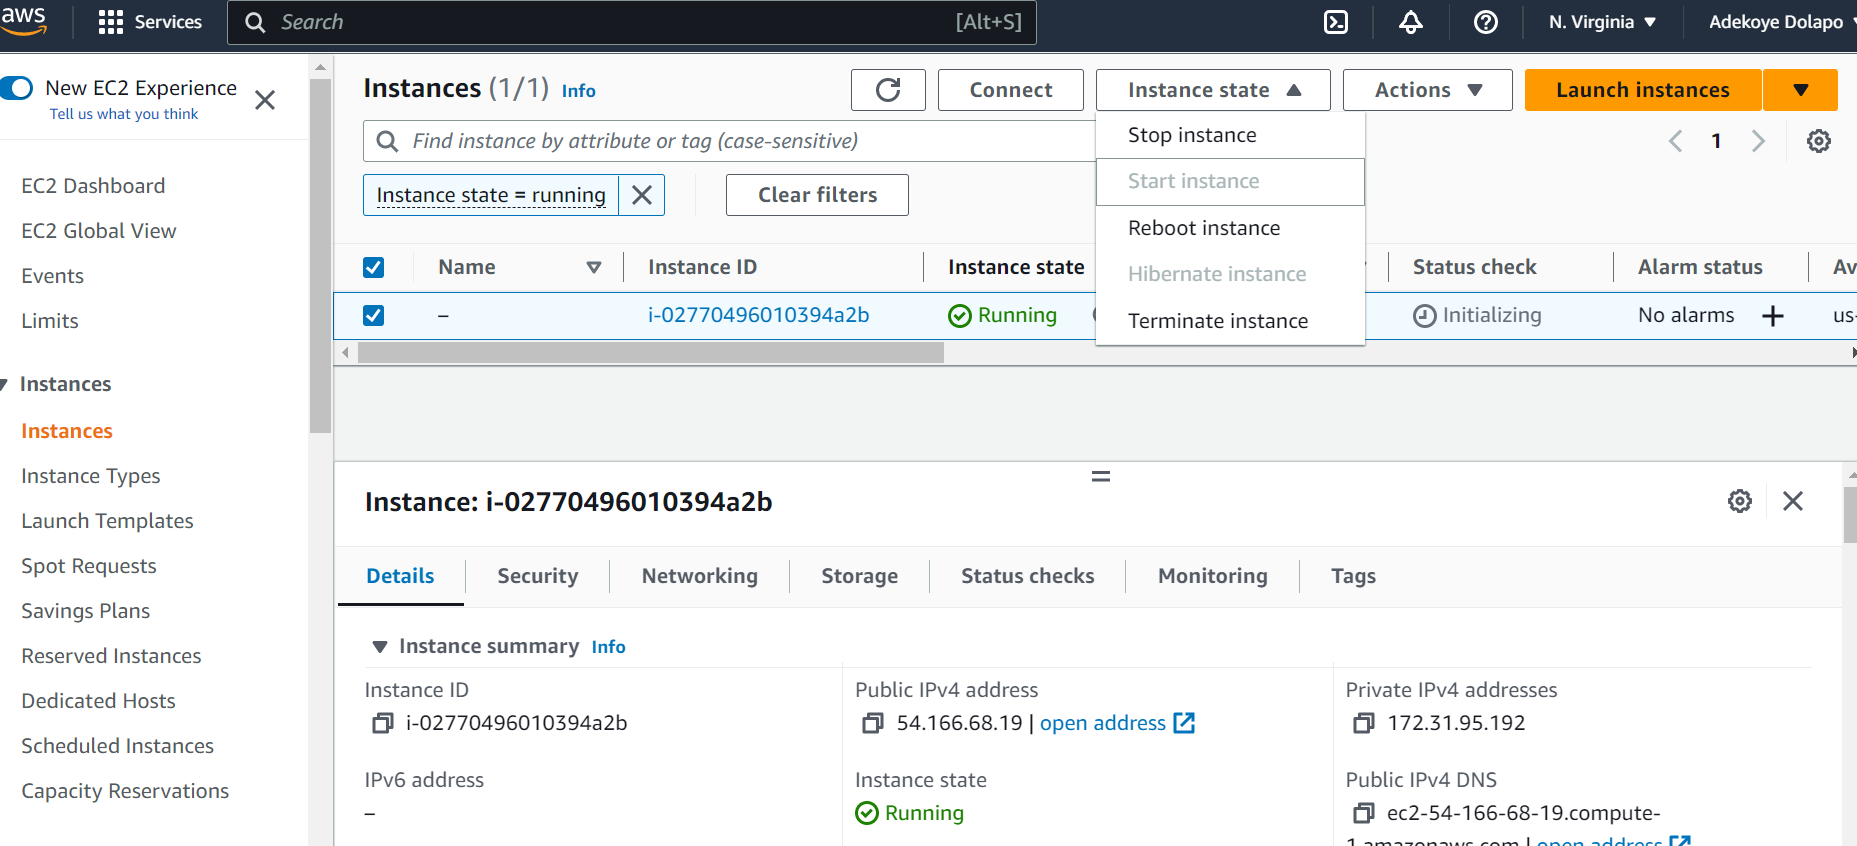 aws
Services
Search
[Alt+S]
N. Virginia
Adekoye Dolapo
New EC2 Experience
Tell us what you think
EC2 Dashboard
EC2 Global View
Events
Limits
Instances
Instances
Instance Types
Launch Templates
Spot Requests
Savings Plans
Reserved Instances
Dedicated Hosts
Scheduled Instances
Capacity Reservations
Instances (1/1) Info
Connect
Instance state
Actions
Launch instances
Find instance by attribute or tag (case-sensitive)
1
Instance state = running
Clear filters
Stop instance
Start instance
Reboot instance
Hibernate instance
Terminate instance
Name
Instance ID
Instance state
Status check
Alarm status
Av
–
i-02770496010394a2b
Running
Initializing
No alarms
us-
Instance: i-02770496010394a2b
Details
Security
Networking
Storage
Status checks
Monitoring
Tags
Instance summary Info
Instance ID
i-02770496010394a2b
Public IPv4 address
54.166.68.19 | open address
Private IPv4 addresses
172.31.95.192
IPv6 address
–
Instance state
Running
Public IPv4 DNS
ec2-54-166-68-19.compute-
1.amazonaws.com | open address